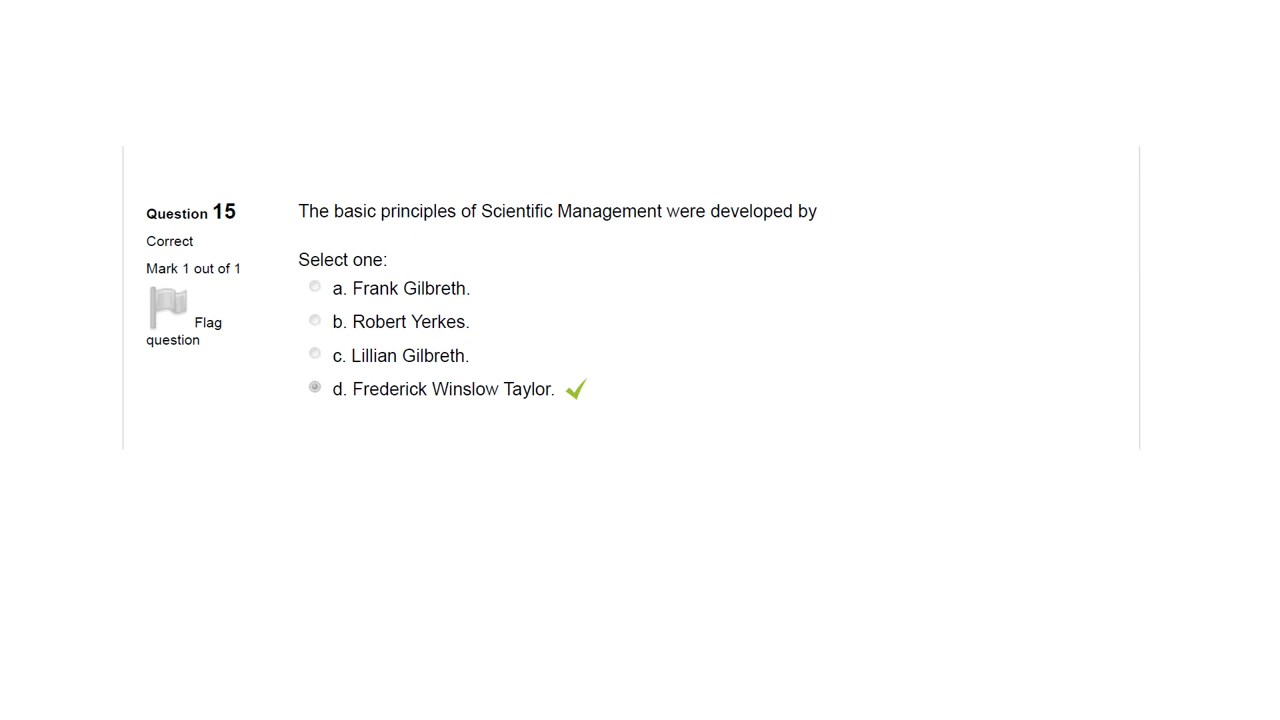 Question 15
Correct
Mark 1 out of 1
Flag
question
The basic principles of Scientific Management were developed by
Select one:
a. Frank Gilbreth.
b. Robert Yerkes.
c. Lillian Gilbreth.
d. Frederick Winslow Taylor.